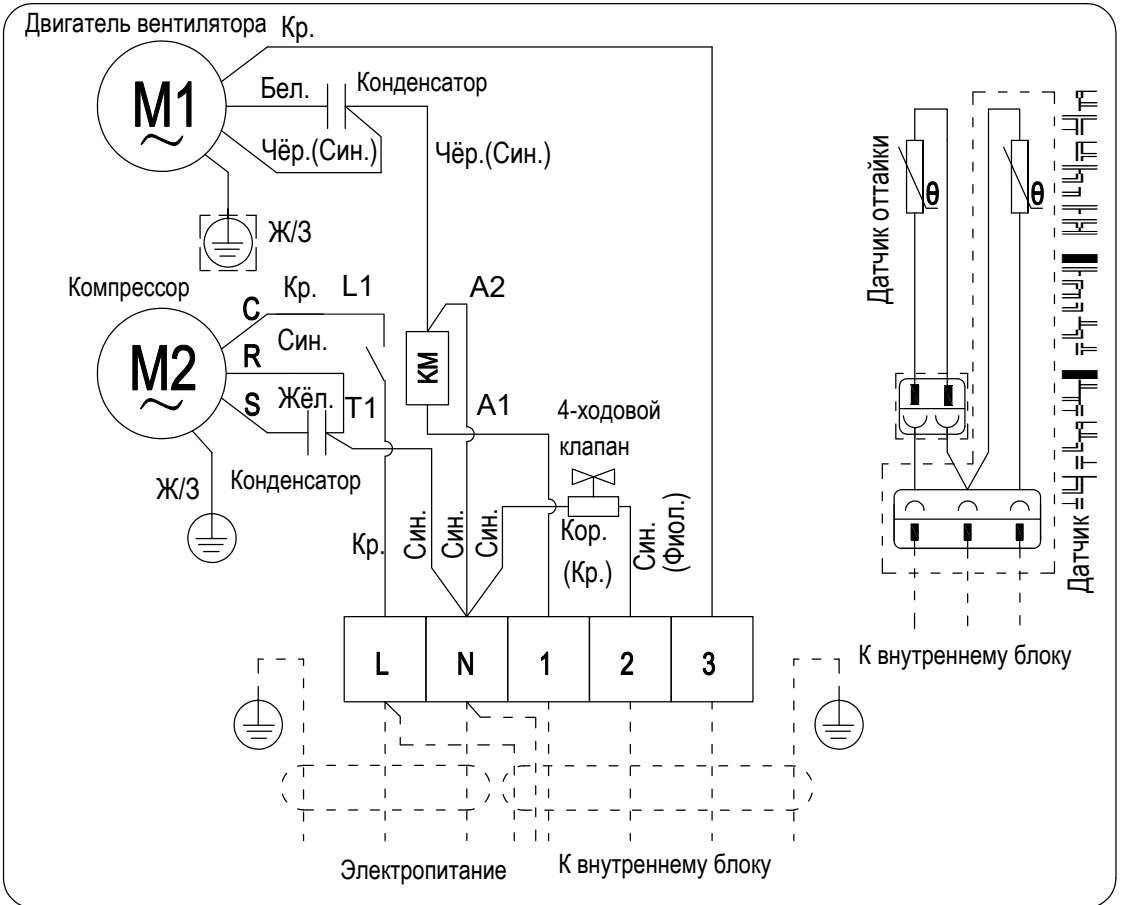 Двигатель вентилятора
Кр.
M1
Бел.
Конденсатор
Чёр.(Син.)
Чёр.(Син.)
Ж/З
Компрессор
C
Кр.
L1
A2
M2
R
Син.
КМ
S
Жёл.
T1
A1
4-ходовой
клапан
Ж/З
Конденсатор
Кр.
Син.
Син.
Син.
Кор.
(Кр.)
Син.
(Фиол.)
L
N
1
2
3
Электропитание
К внутреннему блоку
Датчик оттайки
θ
θ
Датчик
К внутреннему блоку